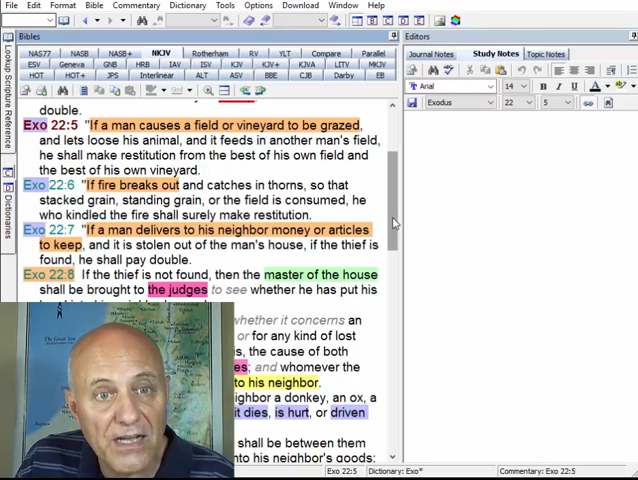 File Edit Format View Bible Commentary Dictionary Tools Options Download Window Help
Bibles
Editors
NAS77 NASB NASB+ NKJV Rotherham RV YLT Compare Parallel
ESV Geneva GNB HRB IAV ISV KJV KJV+ KJVA LITV MKJV
HOT HOT+ JPS Interlinear ALT ASV BBE CJB Darby EB
Journal Notes Study Notes Topic Notes
Arial 14 B I U A
Exodus 22 5
Lookup Scripture Reference
Dictionaries
double.
Exo 22:5 "If a man causes a field or vineyard to be grazed,
and lets loose his animal, and it feeds in another man's field,
he shall make restitution from the best of his own field and
the best of his own vineyard.
Exo 22:6 "If fire breaks out and catches in thorns, so that
stacked grain, standing grain, or the field is consumed, he
who kindled the fire shall surely make restitution.
Exo 22:7 "If a man delivers to his neighbor money or articles
to keep, and it is stolen out of the man's house, if the thief is
found, he shall pay double.
Exo 22:8 If the thief is not found, then the master of the house
shall be brought to the judges to see whether he has put his
whether it concerns an
or for any kind of lost
is, the cause of both
and whomever the
to his neighbor.
neighbor a donkey, an ox, a
it dies, is hurt, or driven
shall be between them
into his neighbor's goods;
The Great Sea
Exo 22:5 Dictionary: Exo* Commentary: Exo 22:5